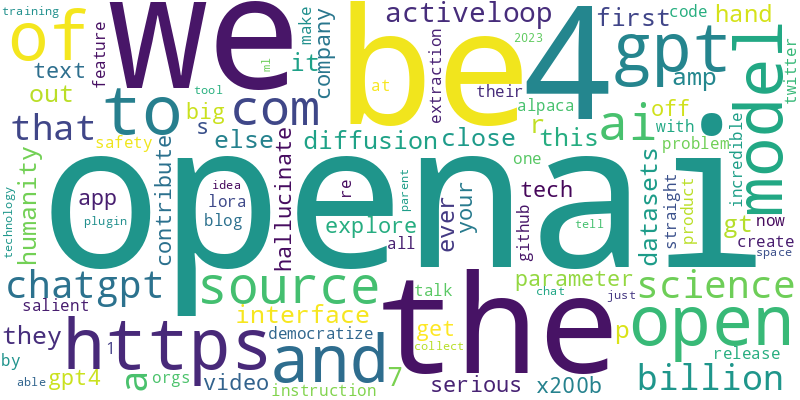 training
of
we
be
4
activeloop
first
code
hand
feature
make
company
ml
it
at
extraction
2023
gpt
text
tool
their
alpaca
amp
model
twitter
out
to
big
com
r
ai
off
that
s
else
diffusion
close
this
with
problem
incredible
safety
one
openai
humanity
contribute
idea
hallucinate
re
parent
app
lora
tech
your
datasets
straight
product
technology
plugin
blog
explore
ever
github
tell
gt
now
all
create
space
chatgpt
source
the
talk
parameter
science
salient
chat
just
interface
get
p
open
they
https
democratize
and
collect
release
1
by
able
gpt4
a
orgs
video
instruction
7
serious
x200b
billion